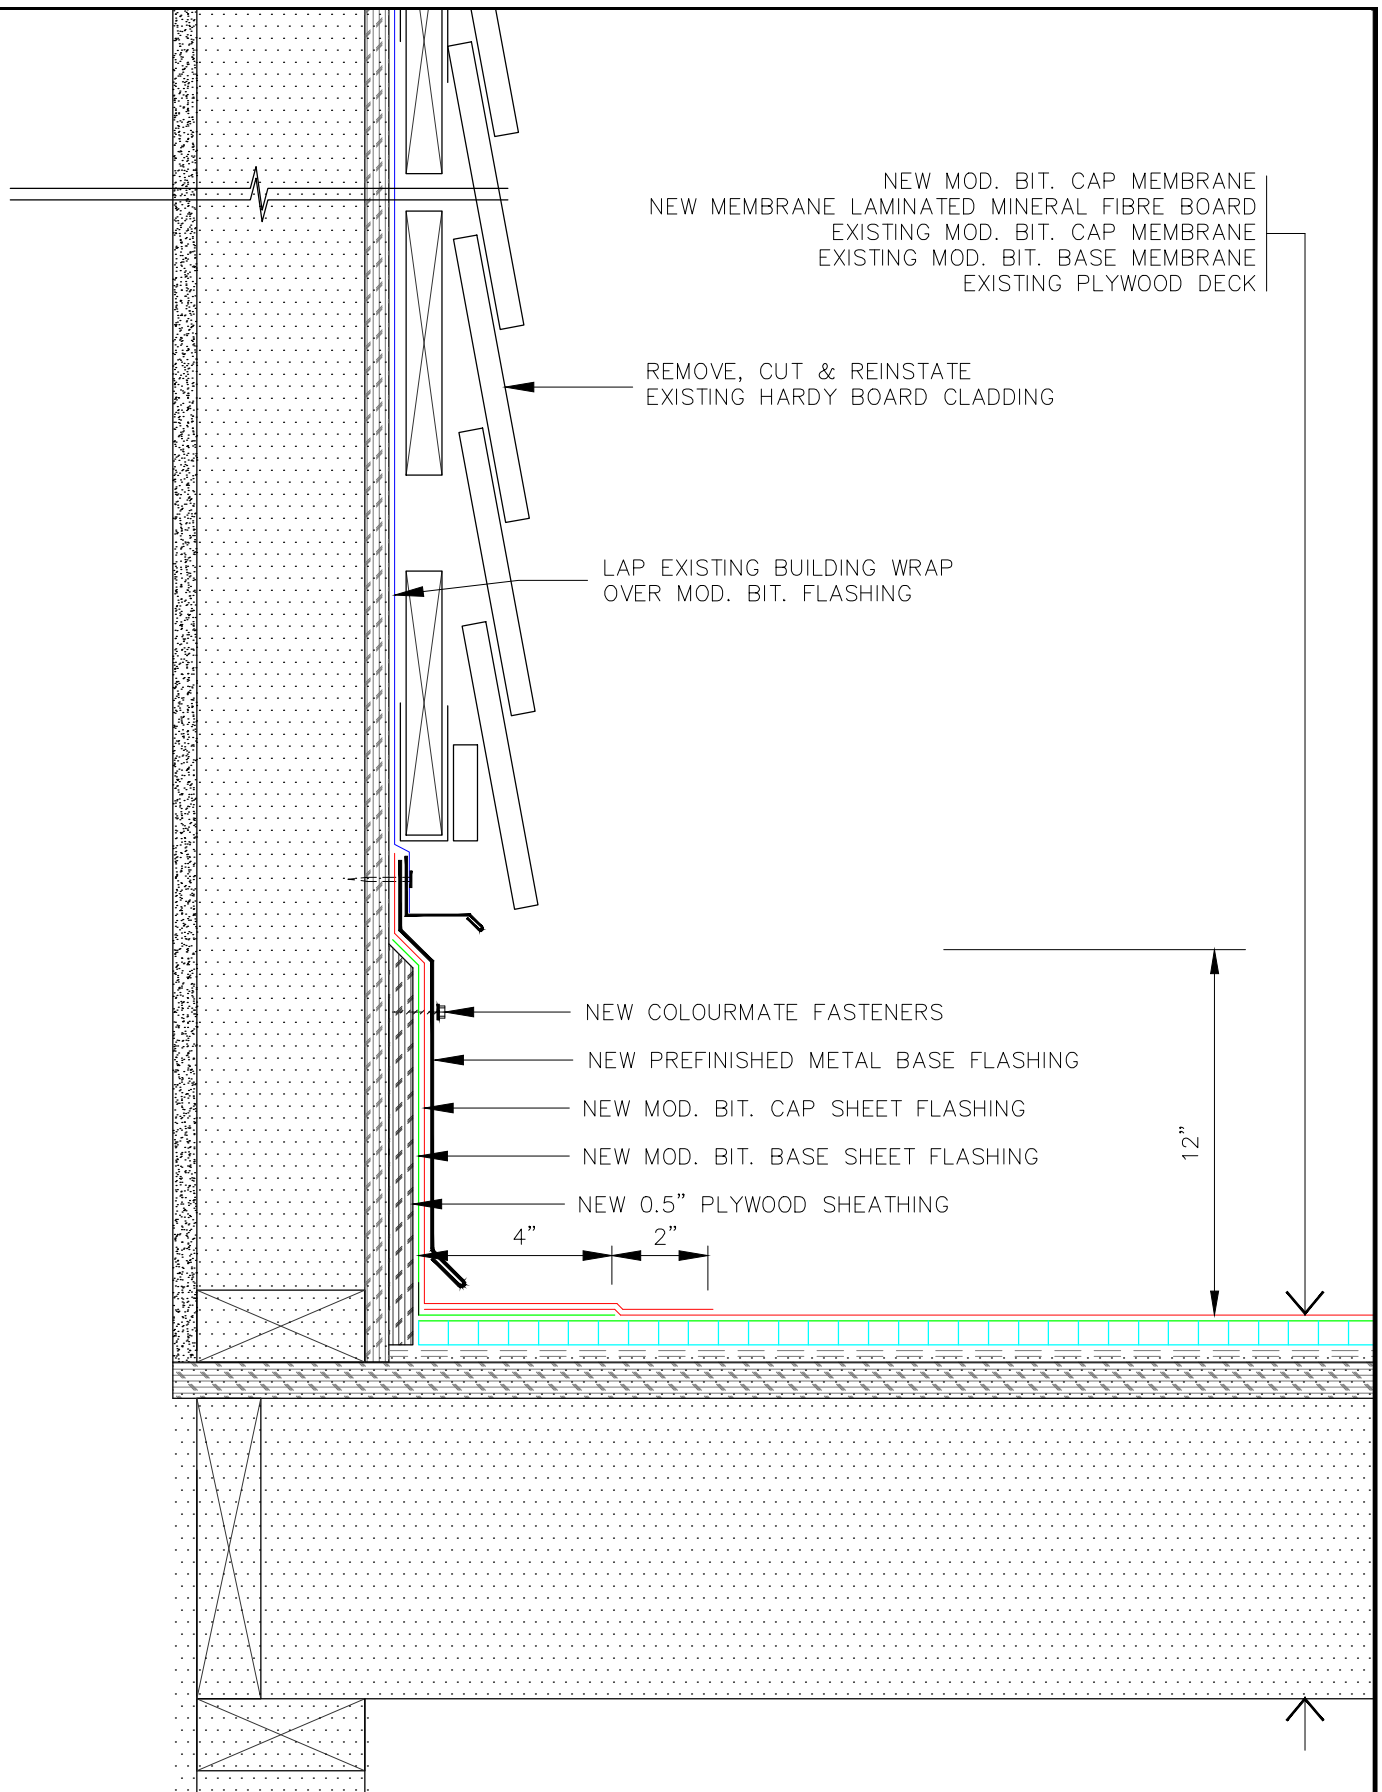 NEW MOD. BIT. CAP MEMBRANE
NEW MEMBRANE LAMINATED MINERAL FIBRE BOARD
EXISTING MOD. BIT. CAP MEMBRANE
EXISTING MOD. BIT. BASE MEMBRANE
EXISTING PLYWOOD DECK
REMOVE, CUT & REINSTATE
EXISTING HARDY BOARD CLADDING
LAP EXISTING BUILDING WRAP
OVER MOD. BIT. FLASHING
NEW COLOURMATE FASTENERS
NEW PREFINISHED METAL BASE FLASHING
NEW MOD. BIT. CAP SHEET FLASHING
NEW MOD. BIT. BASE SHEET FLASHING
NEW 0.5” PLYWOOD SHEATHING
12”
4”
2”